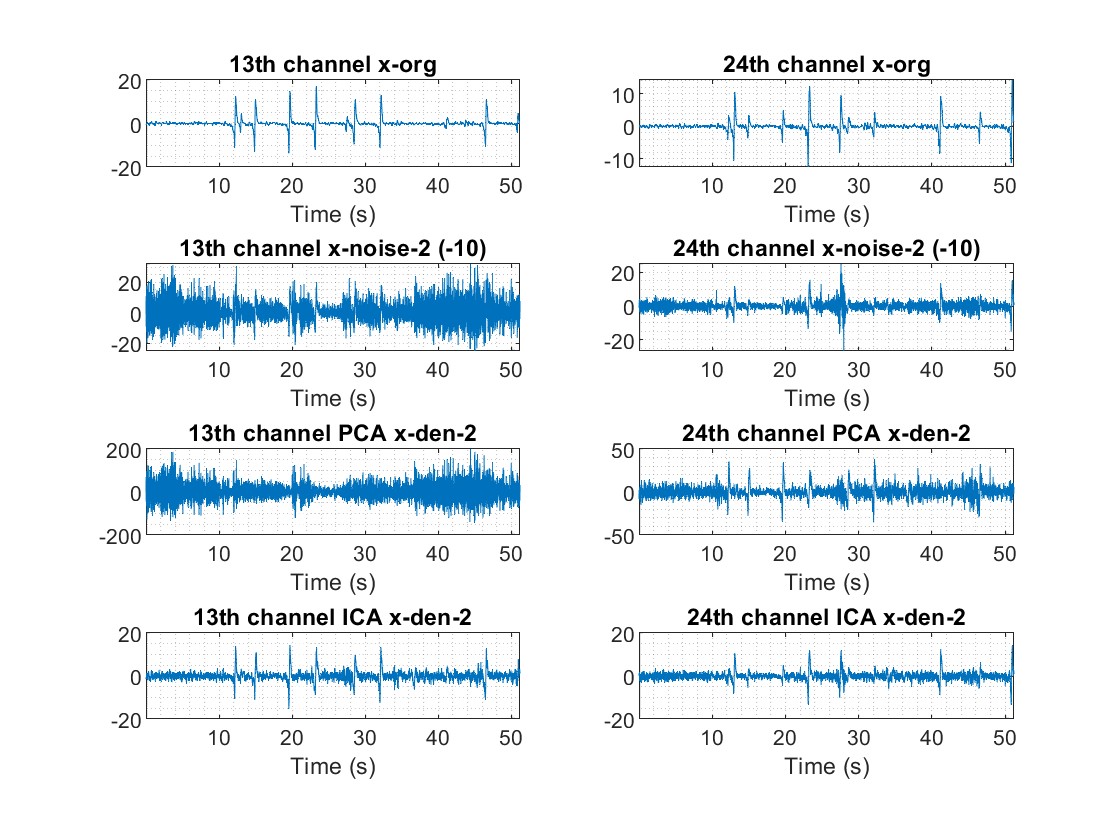 13th channel x-org
20
0
-20
10 20 30 40 50
Time (s)
24th channel x-org
10
0
-10
10 20 30 40 50
Time (s)
13th channel x-noise-2 (-10)
20
0
-20
10 20 30 40 50
Time (s)
24th channel x-noise-2 (-10)
20
0
-20
10 20 30 40 50
Time (s)
13th channel PCA x-den-2
200
0
-200
10 20 30 40 50
Time (s)
24th channel PCA x-den-2
50
0
-50
10 20 30 40 50
Time (s)
13th channel ICA x-den-2
20
0
-20
10 20 30 40 50
Time (s)
24th channel ICA x-den-2
20
0
-20
10 20 30 40 50
Time (s)